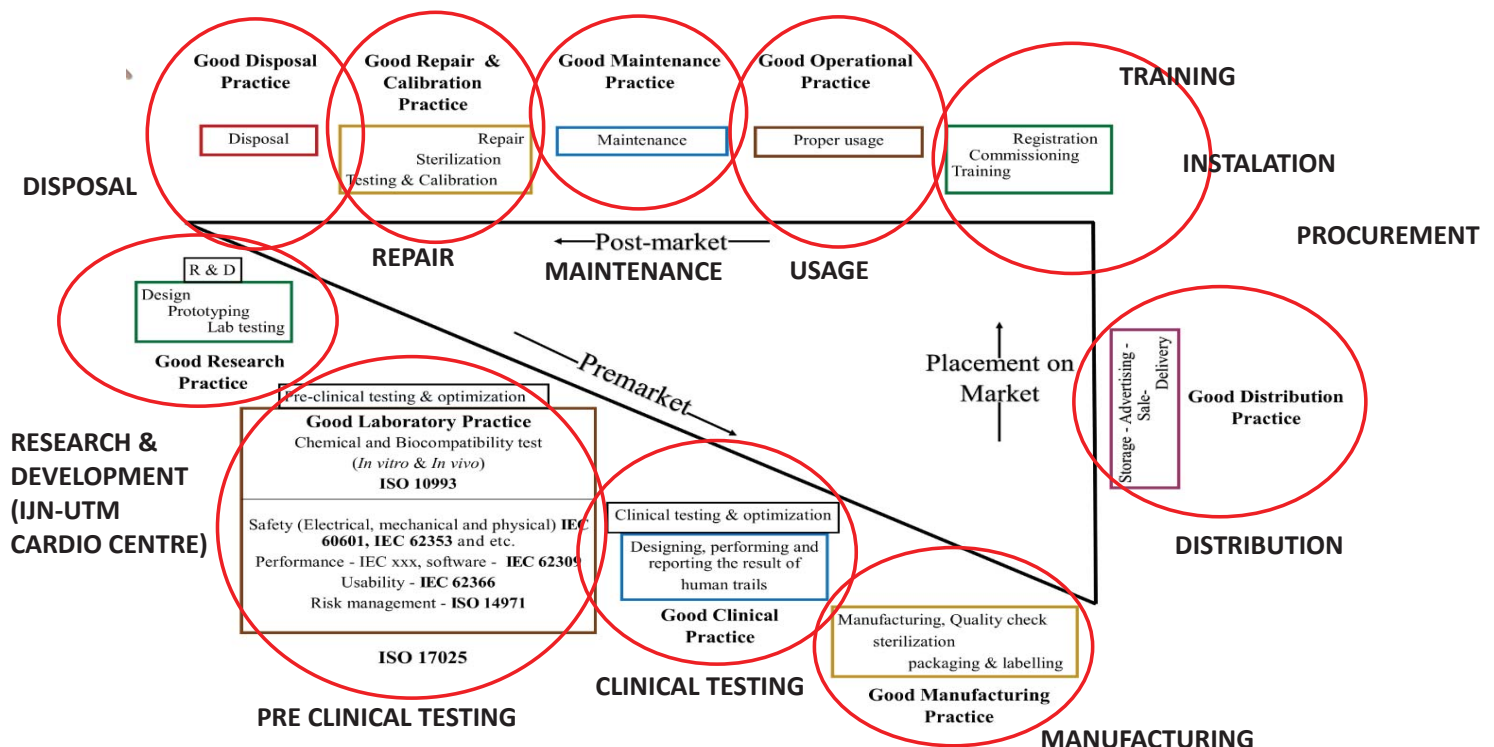 Good Disposal
Practice
Disposal
DISPOSAL
Good Repair &
Calibration
Practice
Repair
Sterilization
Testing & Calibration
REPAIR
Good Maintenance
Practice
Maintenance
MAINTENANCE
Good Operational
Practice
Proper usage
USAGE
TRAINING
Registration
Commissioning
Training
INSTALATION
PROCUREMENT
Post-market
R & D
Design
Prototyping
Lab testing
Good Research
Practice
RESEARCH &
DEVELOPMENT
(IJN-UTM
CARDIO CENTRE)
Premarket
Placement on
Market
Storage - Advertising -
Sale-
Delivery
Good Distribution
Practice
DISTRIBUTION
Pre-clinical testing & optimization
Good Laboratory Practice
Chemical and Biocompatibility test
(In vitro & In vivo)
ISO 10993
Safety (Electrical, mechanical and physical) IEC
60601, IEC 62353 and etc.
Performance - IEC xxx, software - IEC 62309
Usability - IEC 62366
Risk management - ISO 14971
ISO 17025
PRE CLINICAL TESTING
Clinical testing & optimization
Designing, performing and
reporting the result of
human trails
Good Clinical
Practice
CLINICAL TESTING
Manufacturing, Quality check
sterilization
packaging & labelling
Good Manufacturing
Practice
MANUFACTURING